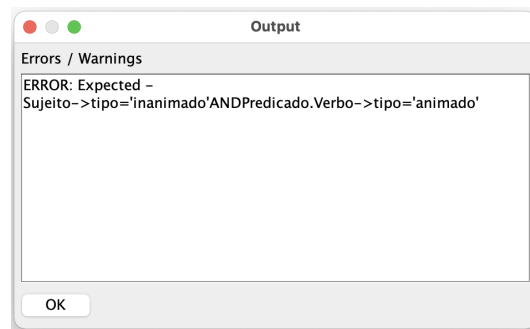 Output
Errors / Warnings
ERROR: Expected –
Sujeito->tipo='inanimado'ANDPredicado.Verbo->tipo='animado'
OK